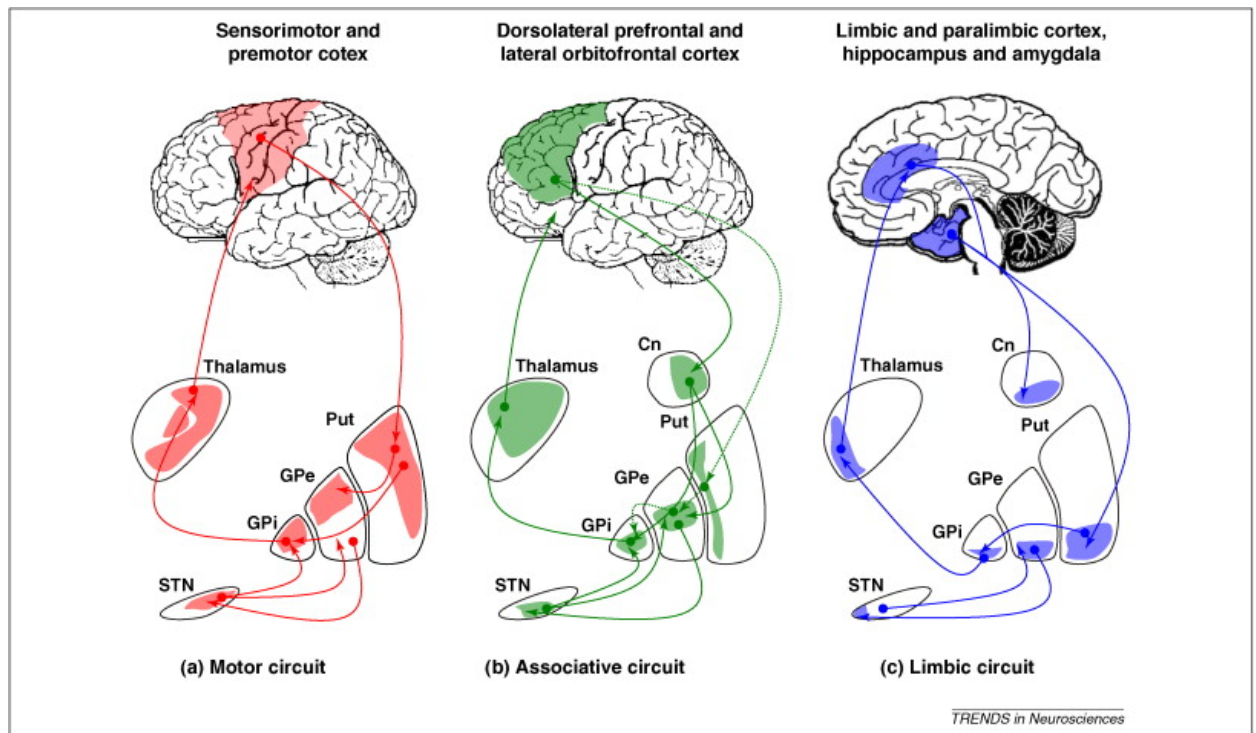 Sensorimotor and
premotor cotex
Dorsolateral prefrontal and
lateral orbitofrontal cortex
Limbic and paralimbic cortex,
hippocampus and amygdala
Thalamus
Put
GPe
GPi
STN
Thalamus
Cn
Put
GPe
GPi
STN
Thalamus
Cn
Put
GPe
GPi
STN
(a) Motor circuit
(b) Associative circuit
(c) Limbic circuit
TRENDS in Neurosciences